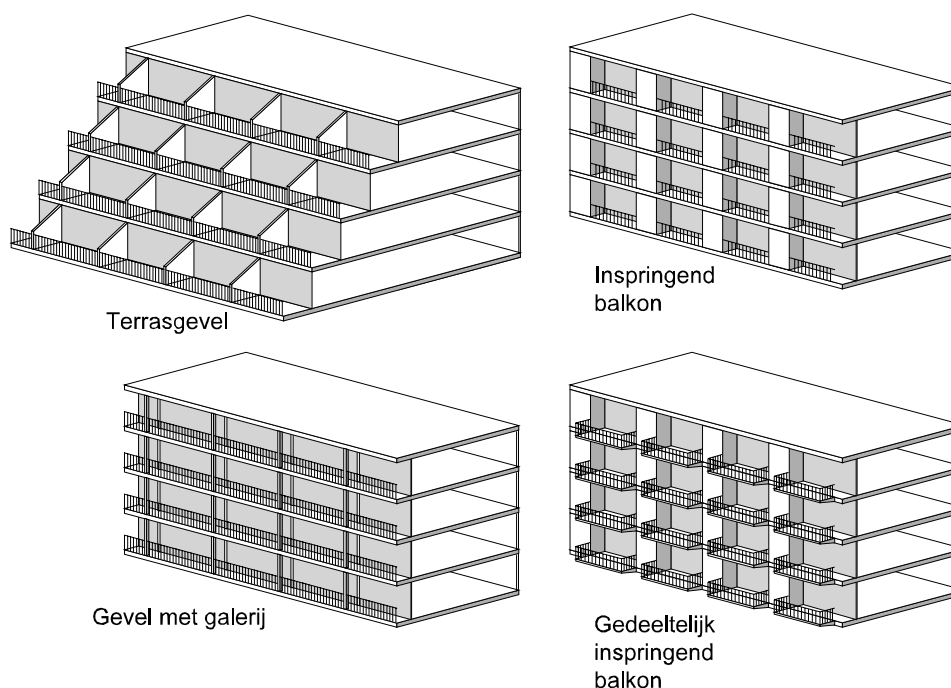 Terrasgevel
Inspringend
balkon
Gevel met galerij
Gedeeltelijk
inspringend
balkon